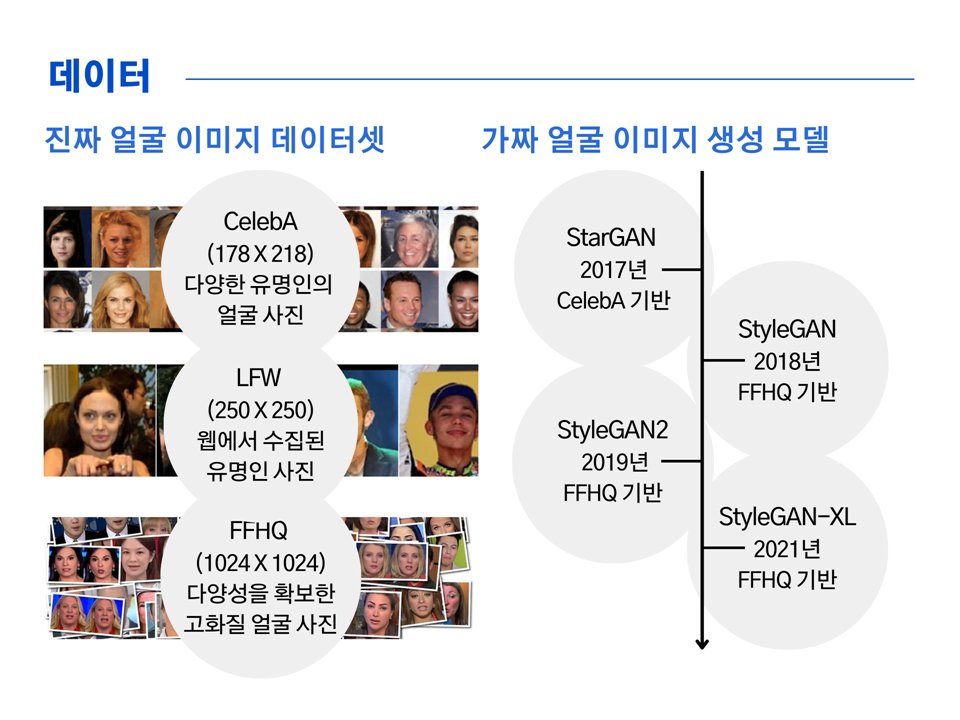 데이터
진짜 얼굴 이미지 데이터셋
CelebA
(178 X 218)
다양한 유명인의
얼굴 사진
LFW
(250 X 250)
웹에서 수집된
유명인 사진
FFHQ
(1024 X 1024)
다양성을 확보한
고화질 얼굴 사진
가짜 얼굴 이미지 생성 모델
StarGAN
2017년
CelebA 기반
StyleGAN
2018년
FFHQ 기반
StyleGAN2
2019년
FFHQ 기반
StyleGAN-XL
2021년
FFHQ 기반